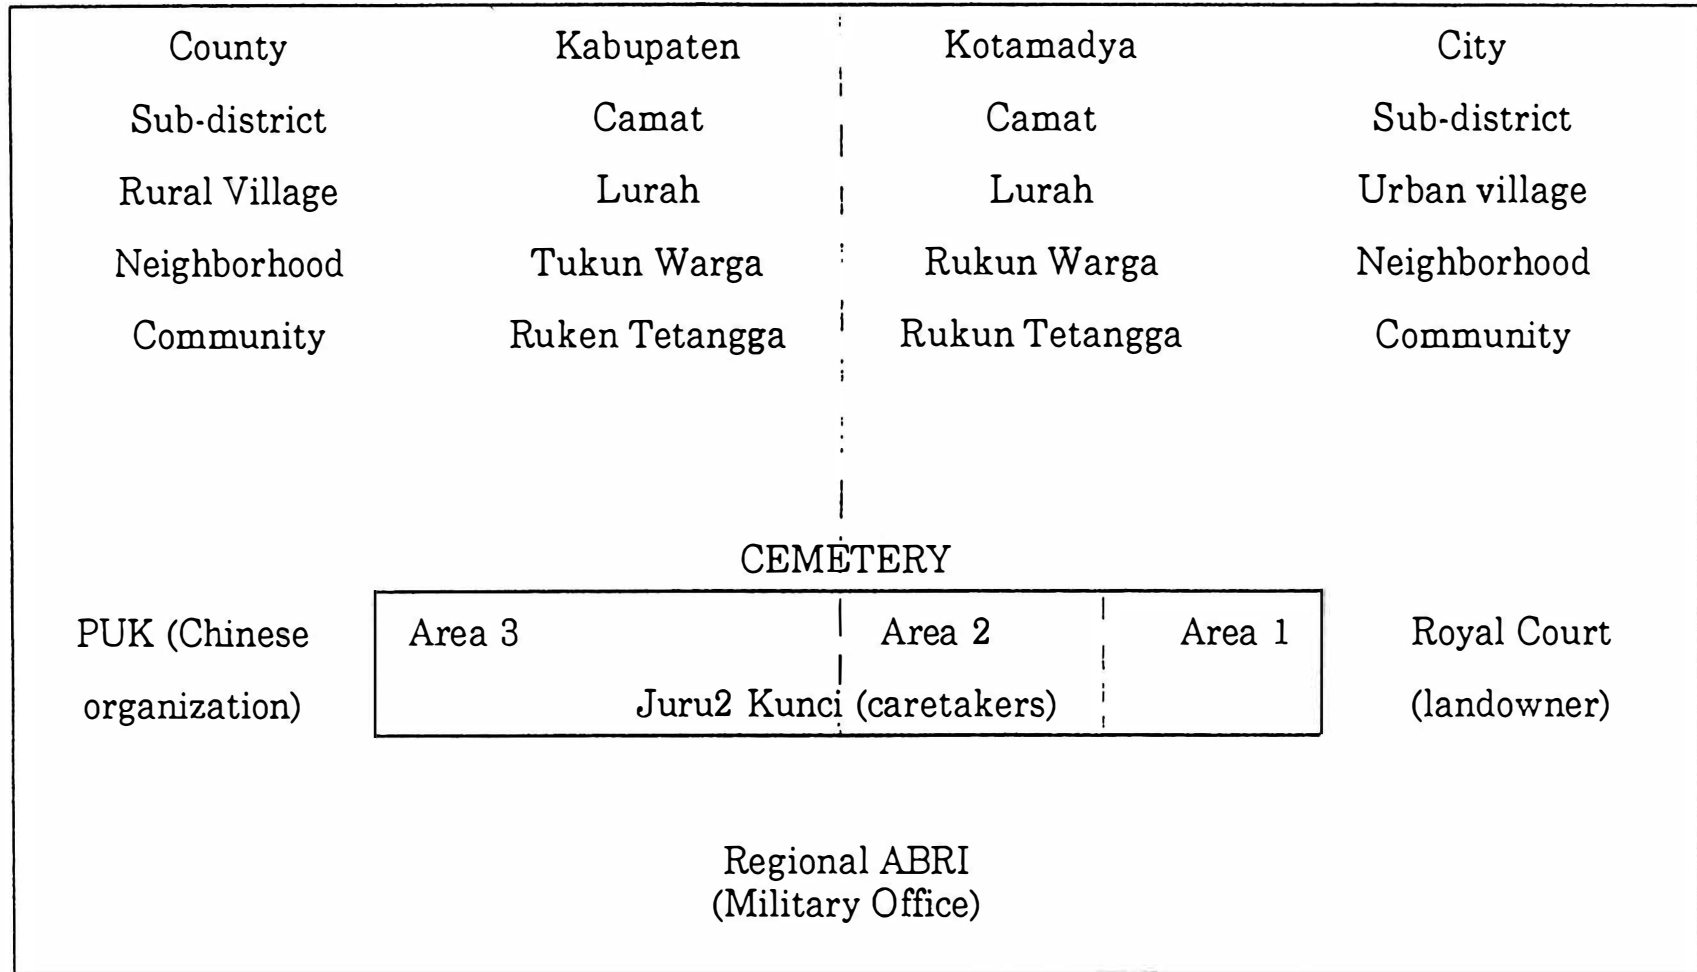 County Kabupaten Kotamadya City
Sub-district Camat Camat Sub-district
Rural Village Lurah Lurah Urban village
Neighborhood Tukun Warga Rukun Warga Neighborhood
Community Ruken Tetangga Rukun Tetangga Community
CEMETERY
PUK (Chinese Area 3 Area 2 Area 1 Royal Court
organization) Juru2 Kunci (caretakers) (landowner)
Regional ABRI
(Military Office)